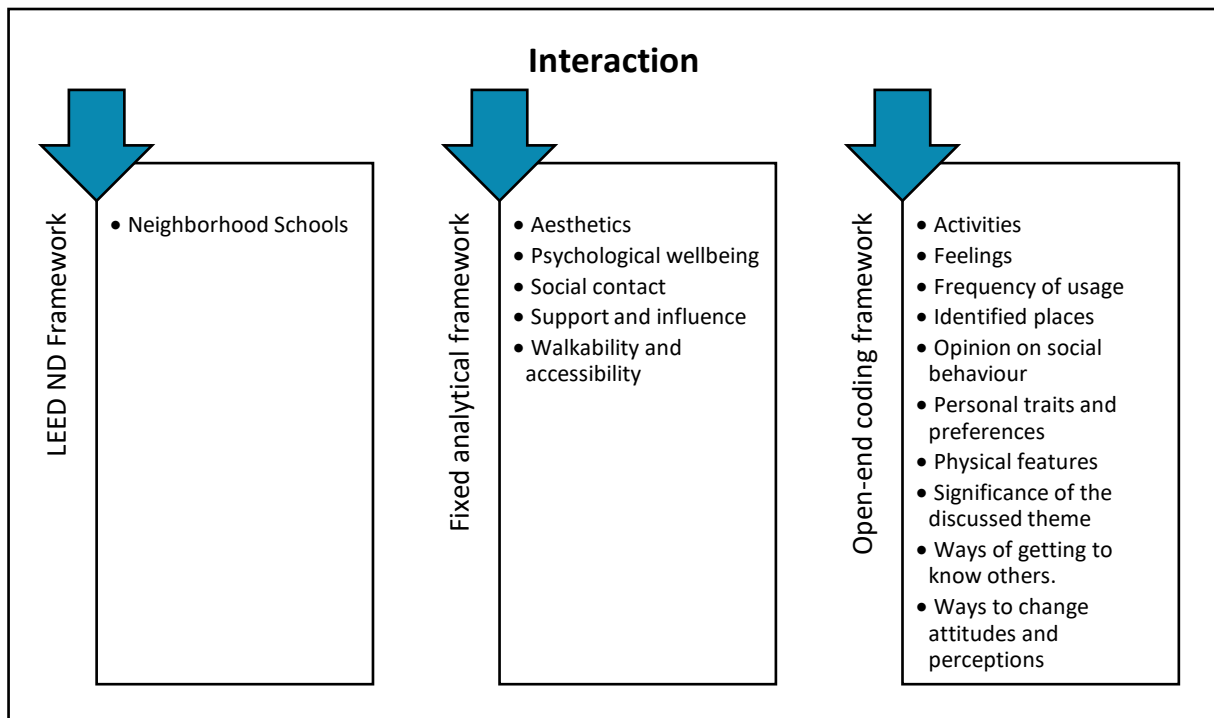 Interaction
LEED ND Framework
• Neighborhood Schools
Fixed analytical framework
• Aesthetics
• Psychological wellbeing
• Social contact
• Support and influence
• Walkability and
accessibility
Open-end coding framework
• Activities
• Feelings
• Frequency of usage
• Identified places
• Opinion on social
behaviour
• Personal traits and
preferences
• Physical features
• Significance of the
discussed theme
• Ways of getting to
know others.
• Ways to change
attitudes and
perceptions